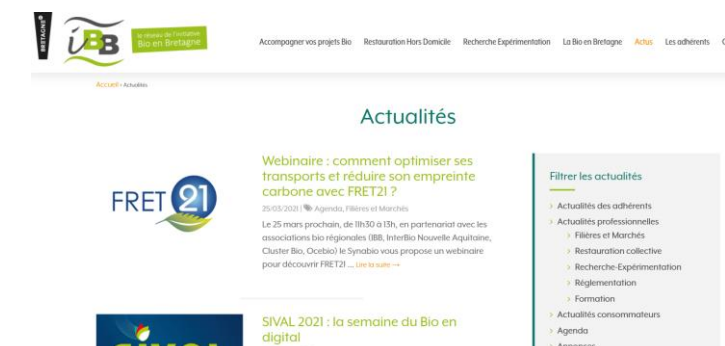 BRETAGNE®
iBB
le réseau de l'initiative
Bio en Bretagne
Accompagner vos projets Bio Restauration Hors Domicile Recherche Expérimentation La Bio en Bretagne Actus Les adhérents
Accueil › Actualités
Actualités
FRET 21
Webinaire : comment optimiser ses
transports et réduire son empreinte
carbone avec FRET21 ?
25/03/2021 | Agenda, Filières et Marchés
Le 25 mars prochain, de 11h30 à 13h, en partenariat avec les
associations bio régionales (IBB, InterBio Nouvelle Aquitaine,
Cluster Bio, Ocebio) le Synabio vous propose un webinaire
pour découvrir FRET21 ... Lire la suite →
SIVAL 2021 : la semaine du Bio en
digital
Filtrer les actualités
› Actualités des adhérents
› Actualités professionnelles
› Filières et Marchés
› Restauration collective
› Recherche-Expérimentation
› Réglementation
› Formation
› Actualités consommateurs
› Agenda
› Annonces